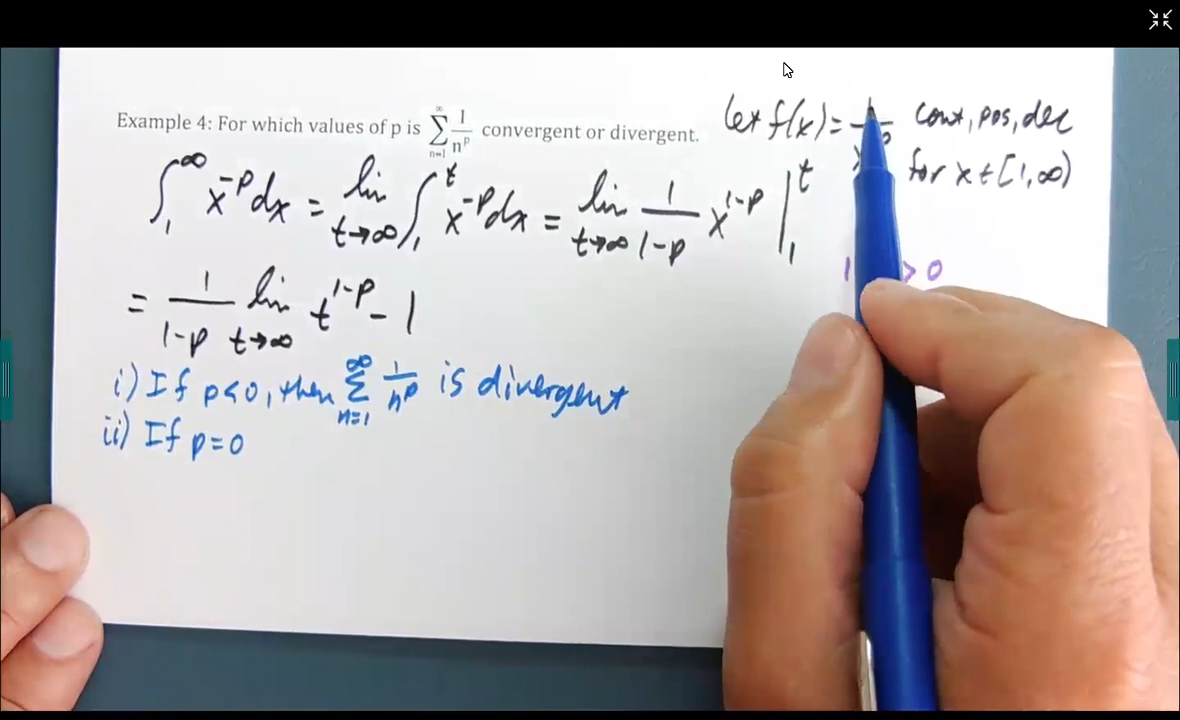 Example 4: For which values of p is ∑_{n=1}^{∞} 1/n^p convergent or divergent.
Let f(x) = 1/x^p cont, pos, dec
for x ∈ [1, ∞)
∫_1^∞ x^{-p} dx = lim_{t→∞} ∫_1^t x^{-p} dx = lim_{t→∞} 1/(1-p) x^{1-p} |_1^t
> 0
= 1/(1-p) lim_{t→∞} t^{1-p} - 1
i) If p < 0, then ∑_{n=1}^{∞} 1/n^p is divergent
ii) If p = 0